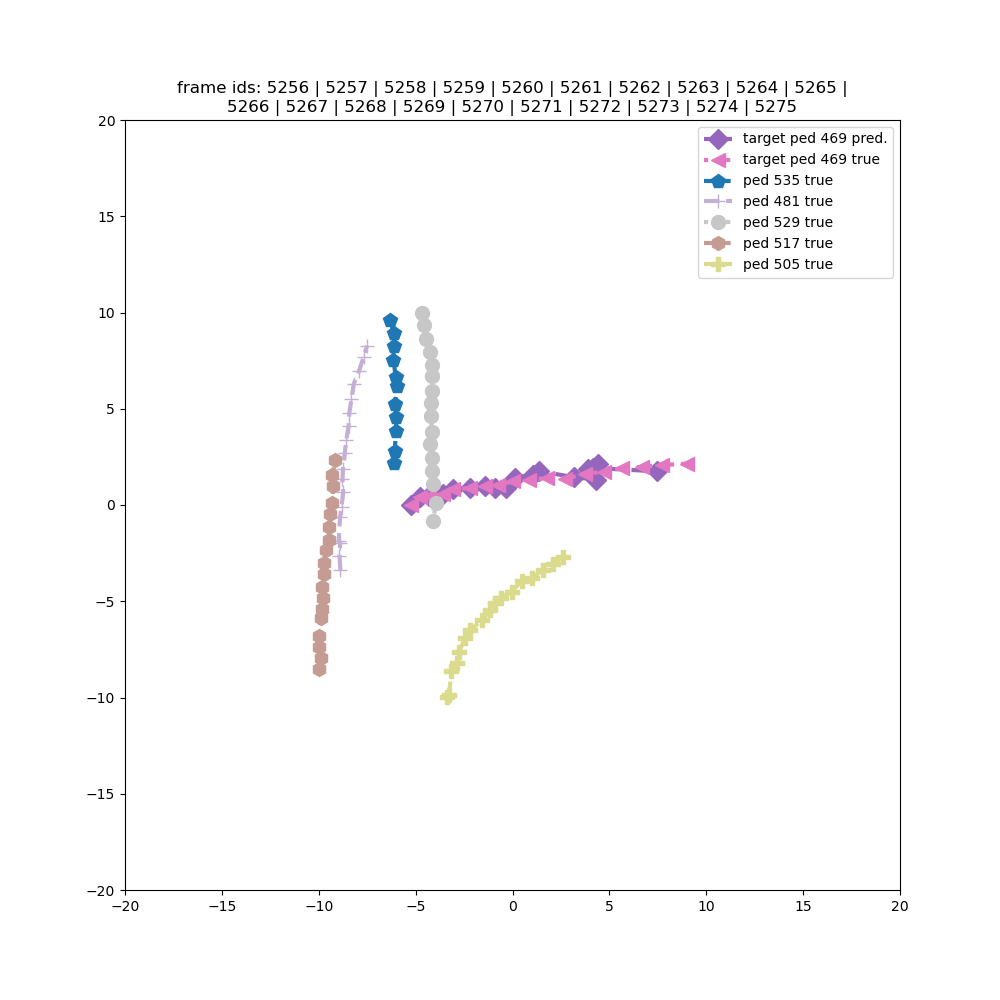 frame ids: 5256 | 5257 | 5258 | 5259 | 5260 | 5261 | 5262 | 5263 | 5264 | 5265 |
5266 | 5267 | 5268 | 5269 | 5270 | 5271 | 5272 | 5273 | 5274 | 5275
target ped 469 pred.
target ped 469 true
ped 535 true
ped 481 true
ped 529 true
ped 517 true
ped 505 true
20
15
10
5
0
−5
−10
−15
−20
−20 −15 −10 −5 0 5 10 15 20